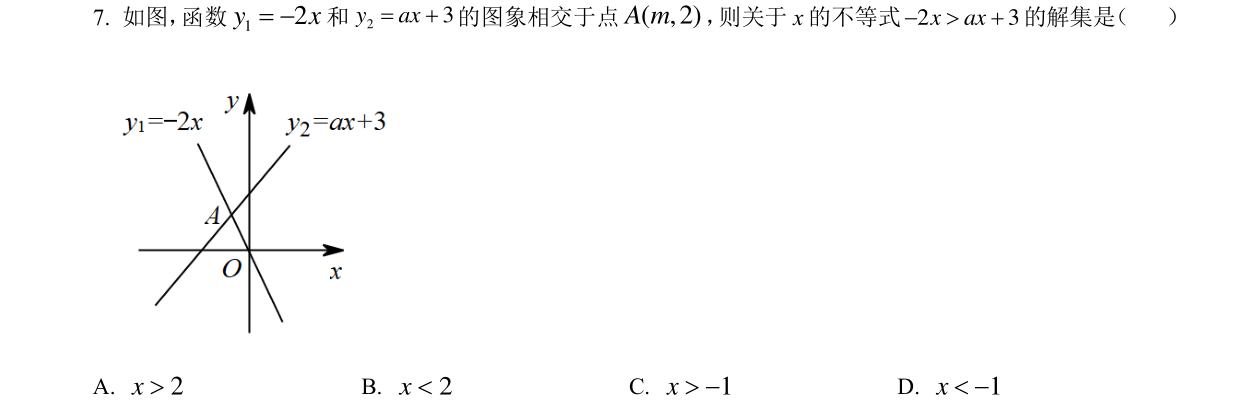 7. 如图,函数 y₁ = −2x 和 y₂ = ax + 3 的图象相交于点 A(m, 2),则关于 x 的不等式 −2x > ax + 3 的解集是(　　)
y
y₁=−2x y₂=ax+3
A
O
x
A. x > 2 B. x < 2 C. x > −1 D. x < −1